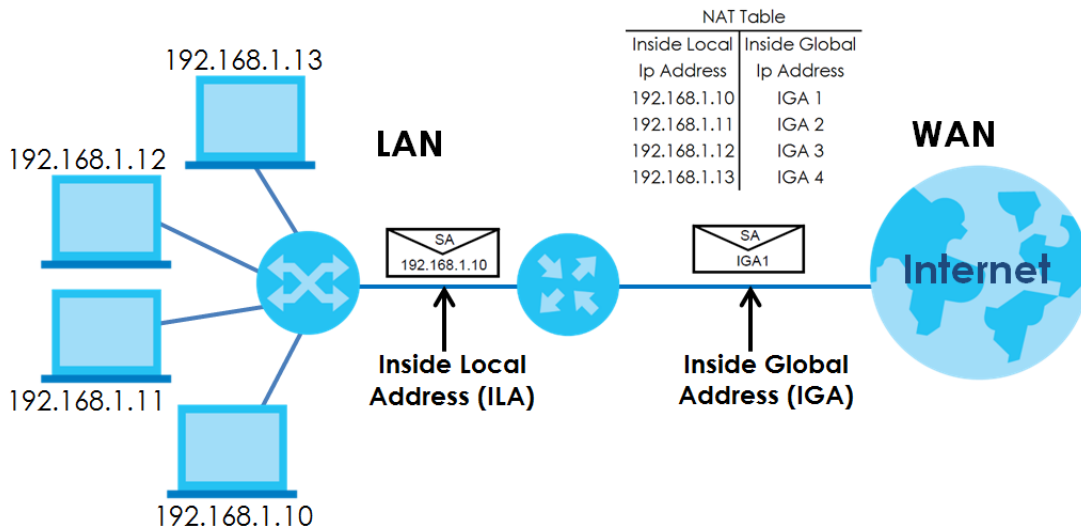 NAT Table
Inside Local Inside Global
Ip Address Ip Address
192.168.1.10 IGA 1
192.168.1.11 IGA 2
192.168.1.12 IGA 3
192.168.1.13 IGA 4
192.168.1.13
LAN
WAN
192.168.1.12
SA
192.168.1.10
SA
IGA1
Internet
Inside Local
Address (ILA)
Inside Global
Address (IGA)
192.168.1.11
192.168.1.10